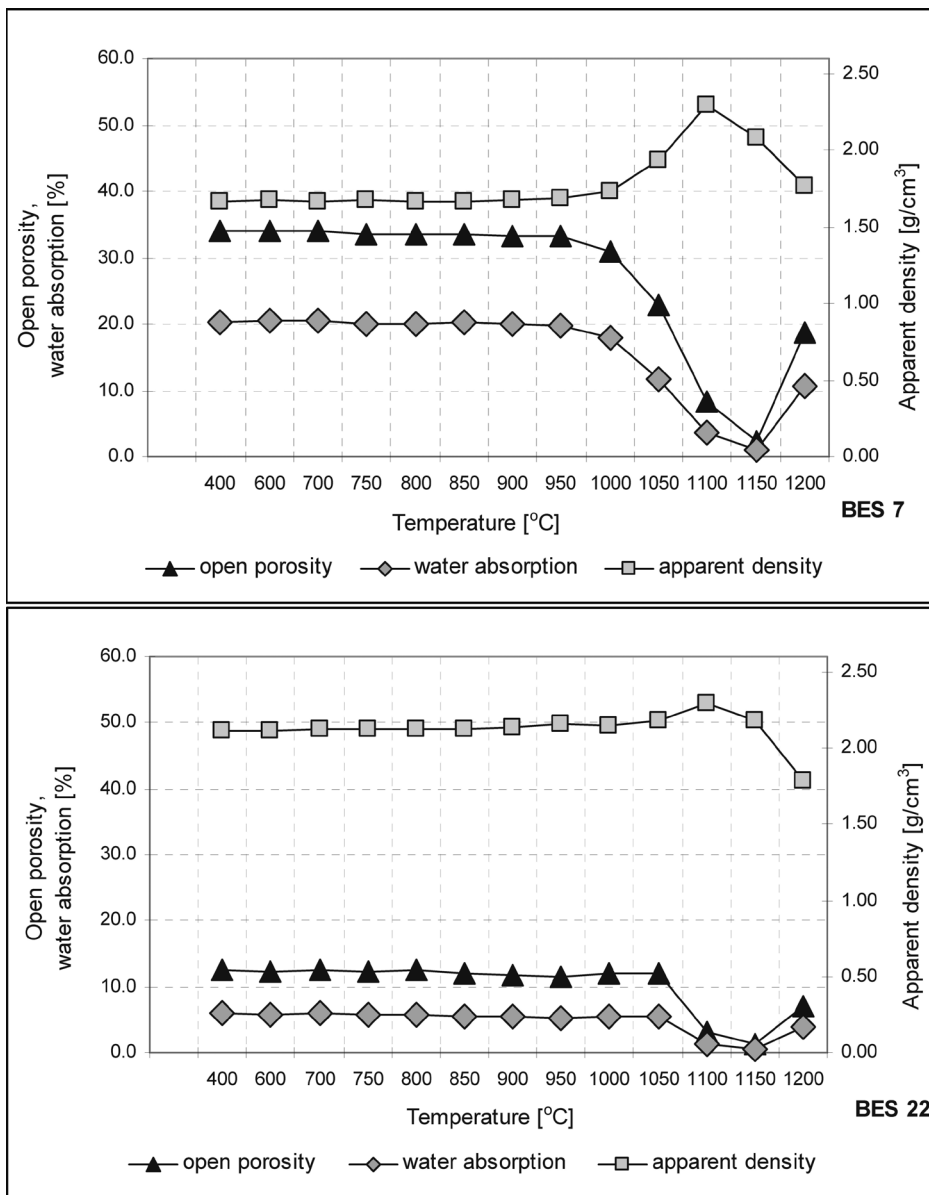 60.0
50.0
40.0
30.0
20.0
10.0
0.0
Open porosity,
water absorption [%]
2.50
2.00
1.50
1.00
0.50
0.00
Apparent density [g/cm³]
400 600 700 750 800 850 900 950 1000 1050 1100 1150 1200
Temperature [°C]
BES 7
open porosity water absorption apparent density
60.0
50.0
40.0
30.0
20.0
10.0
0.0
Open porosity,
water absorption [%]
2.50
2.00
1.50
1.00
0.50
0.00
Apparent density [g/cm³]
400 600 700 750 800 850 900 950 1000 1050 1100 1150 1200
Temperature [°C]
BES 22
open porosity water absorption apparent density